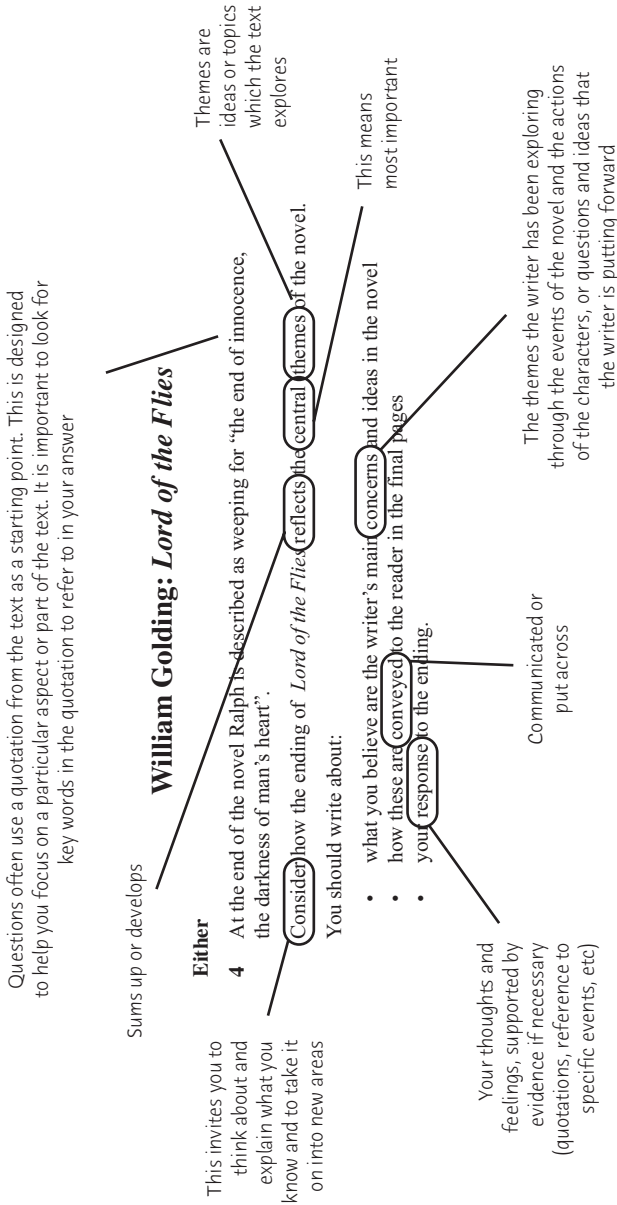 Questions often use a quotation from the text as a starting point. This is designed
to help you focus on a particular aspect or part of the text. It is important to look for
key words in the quotation to refer to in your answer
Sums up or develops
William Golding: Lord of the Flies
Themes are
ideas or topics
which the text
explores
Either
4 At the end of the novel Ralph is described as weeping for “the end of innocence,
the darkness of man’s heart”.
Consider how the ending of Lord of the Flies reflects the central themes of the novel.
This means
most important
This invites you to
think about and
explain what you
know and to take it
on into new areas
You should write about:
• what you believe are the writer’s main concerns and ideas in the novel
• how these are conveyed to the reader in the final pages
• your response to the ending.
Your thoughts and
feelings, supported by
evidence if necessary
(quotations, reference to
specific events, etc)
Communicated or
put across
The themes the writer has been exploring
through the events of the novel and the actions
of the characters, or questions and ideas that
the writer is putting forward